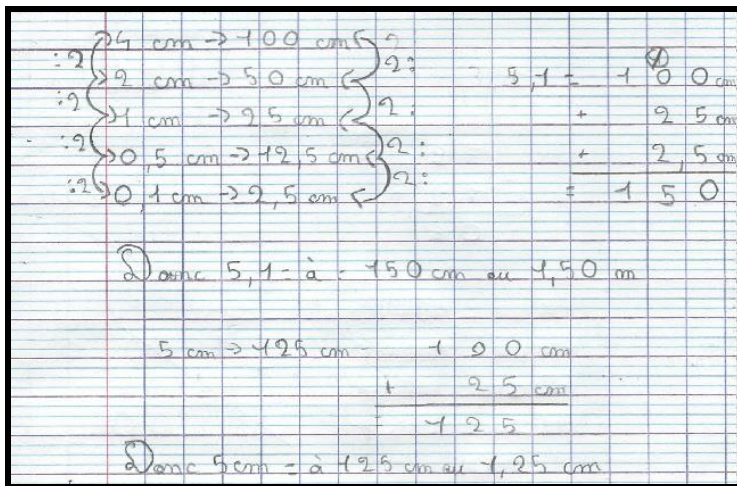 :2 4 cm → 100 cm 2:
:2 2 cm → 50 cm 2:
:2 1 cm → 25 cm 2:
:2 0,5 cm → 12,5 cm 2:
0,1 cm → 2,5 cm
5,1 = 100 cm
+ 25 cm
+ 2,5 cm
= 150
Donc 5,1 = à = 150 cm ou 1,50 m
5 cm → 125 cm - 100 cm
+ 25 cm
= 125
Donc 5cm = à 125 cm ou 1,25 cm